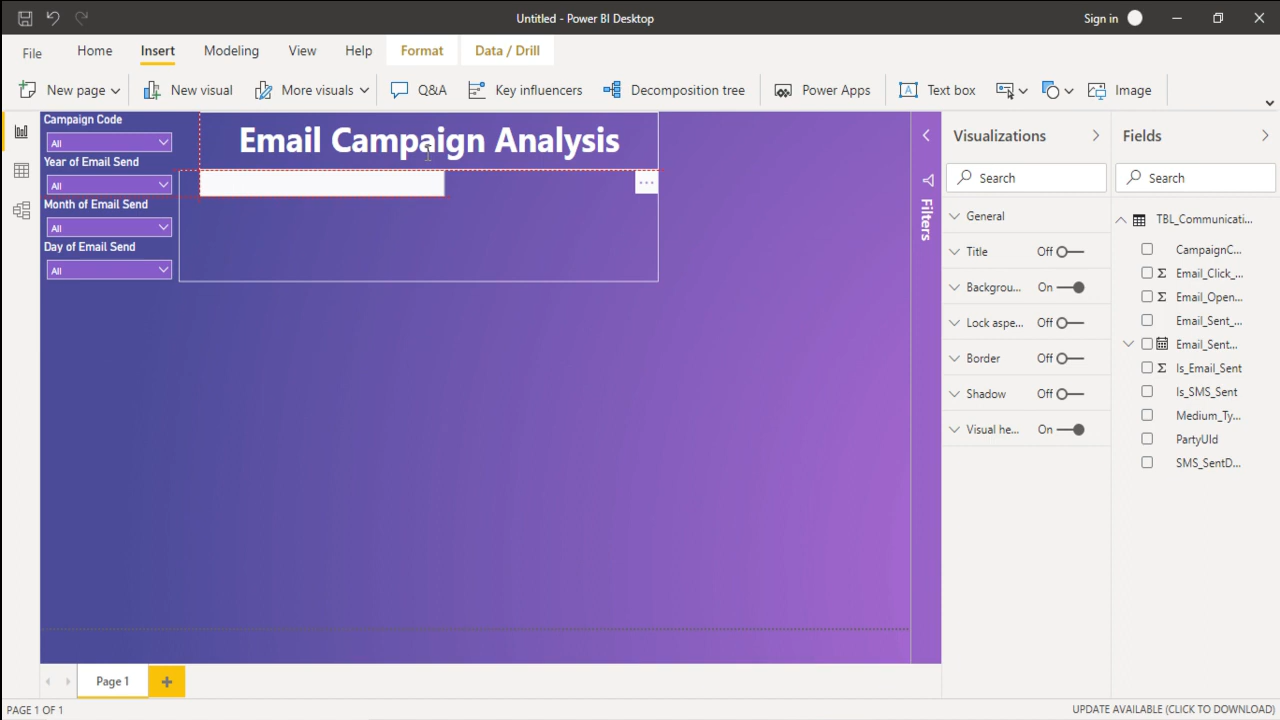 Untitled - Power BI Desktop
Sign in
File Home Insert Modeling View Help Format Data / Drill
New page New visual More visuals Q&A Key influencers Decomposition tree Power Apps Text box Image
Campaign Code
All
Year of Email Send
All
Month of Email Send
All
Day of Email Send
All
Email Campaign Analysis
Filters
Visualizations
Search
General
Title Off
Backgrou... On
Lock aspe... Off
Border Off
Shadow Off
Visual he... On
Fields
Search
TBL_Communicati...
CampaignC...
Email_Click_...
Email_Open...
Email_Sent_...
Email_Sent...
Is_Email_Sent
Is_SMS_Sent
Medium_Ty...
PartyUId
SMS_SentD...
Page 1
PAGE 1 OF 1
UPDATE AVAILABLE (CLICK TO DOWNLOAD)